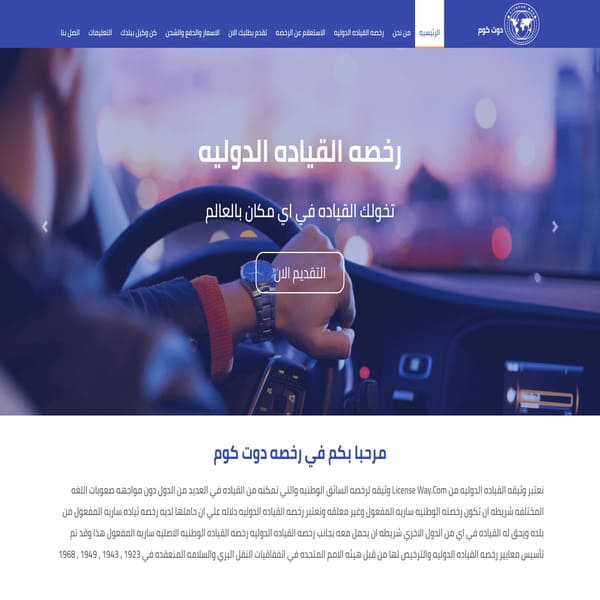 دوت كوم
الرئيسيه
من نحن
رخصه القياده الدوليه
الاستعلام عن الرخصه
تقدم بطلبك الان
الاسعار والدفع والشحن
كن وكيل ببلدك
التعليمات
اتصل بنا
رخصه القياده الدوليه
تخولك القياده في اي مكان بالعالم
التقديم الان
مرحبا بكم في رخصه دوت كوم
نعتبر وثيقه القياده الدوليه من License Way.Com وثيقه لرخصه السائق الوطنيه والتي تمكنه من القياده في العديد من الدول دون مواجهه صعوبات اللغه
المختلفه شريطه ان تكون رخصته الوطنيه ساريه المفعول وغير معلقه وتعتبر رخصه القياده الدوليه دلاله علي ان حاملها لديه رخصه قياده ساريه المفعول من
بلده ويحق له القياده في اي من الدول الاخري شريطه ان يحمل معه بجانب رخصه القياده الدوليه رخصه القياده الوطنيه الاصليه ساريه المفعول هذا وقد تم
تأسيس معايير رخصه القياده الدوليه والترخيص لها من قبل هيئه الامم المتحده في اتفاقيات النقل البري والسلامه المنعقده في 1923 , 1943 , 1949 , 1968